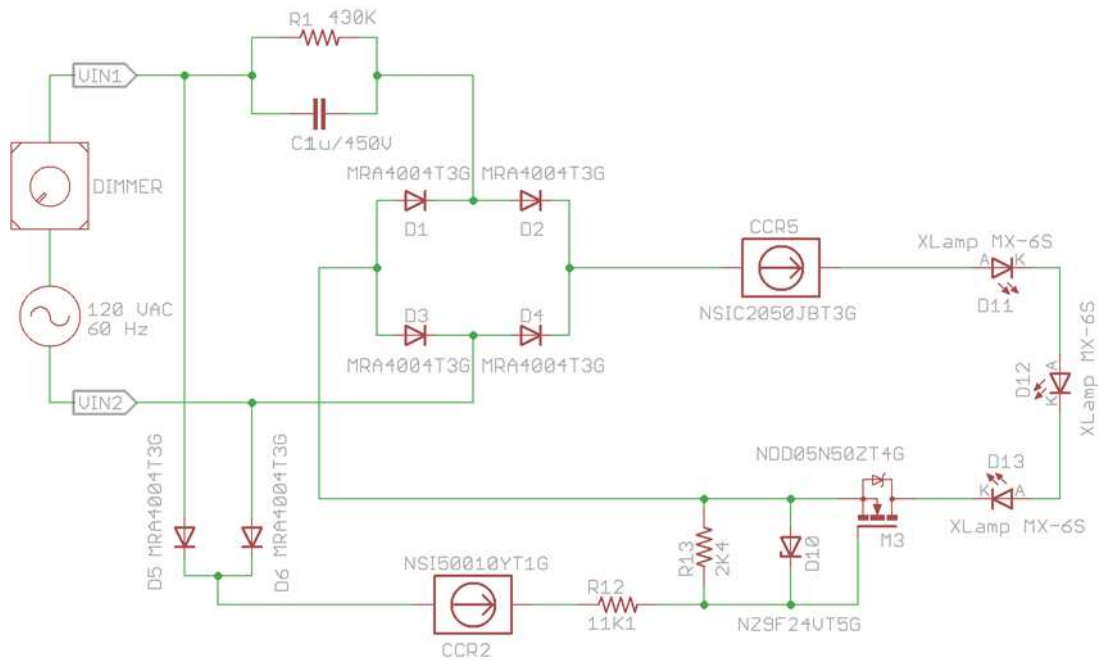 R1 430K
VIN1
C1u/450V
MRA4004T3G MRA4004T3G
DIMMER
D1 D2
CCR5
XLamp MX-6S
A K
NSIC2050JBT3G
D11
120 VAC
60 Hz
D3 D4
MRA4004T3G MRA4004T3G
D12
A
K
XLamp MX-6S
VIN2
D5 MRA4004T3G
D6 MRA4004T3G
NDD05N50ZT4G
D13
K A
XLamp MX-6S
M3
R13
2K4
D10
NSI50010YT1G
R12
11K1
NZ9F24VT5G
CCR2